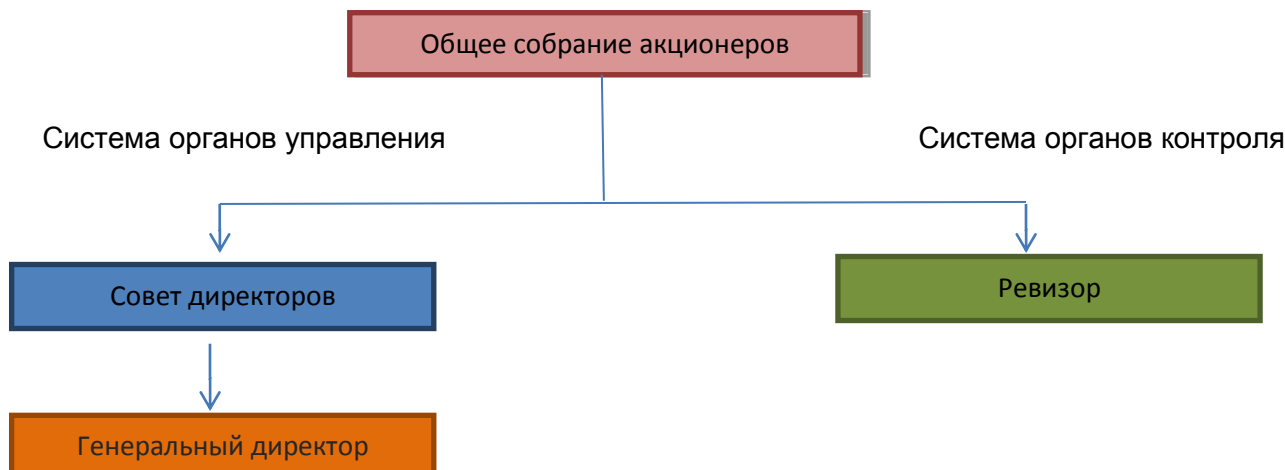 Общее собрание акционеров
Система органов управления
Система органов контроля
Совет директоров
Ревизор
Генеральный директор